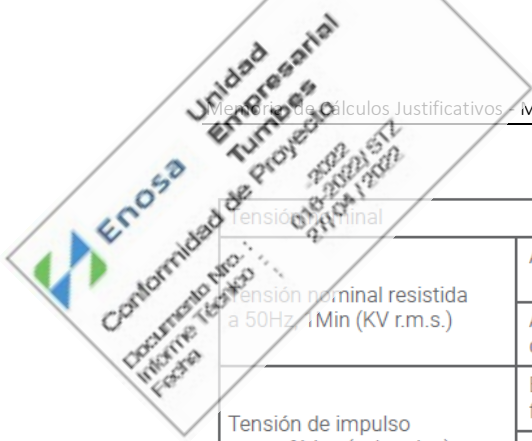 Enosa
Unidad
Empresarial
Tumbes
Conformidad de Proyecto
Documento Nro. : -2022
Informe Técnico : 016-2022/ STZ
Fecha : 27/04 / 2022
Memoria de Cálculos Justificativos - M
Tensión nominal
Tensión nominal resistida
a 50Hz, 1Min (KV r.m.s.)
Tensión de impulso